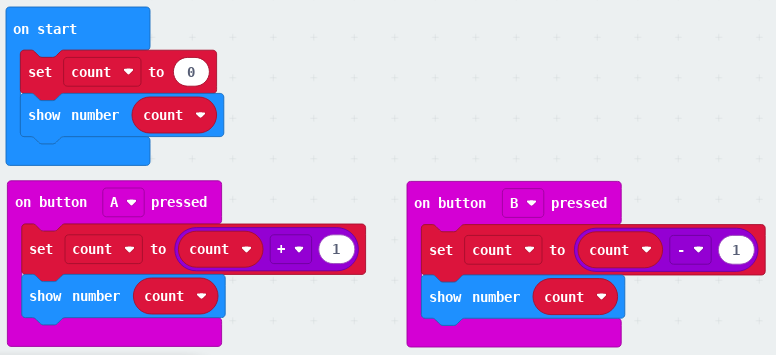 on start
set count to 0
show number count
on button A pressed
set count to count + 1
show number count
on button B pressed
set count to count - 1
show number count